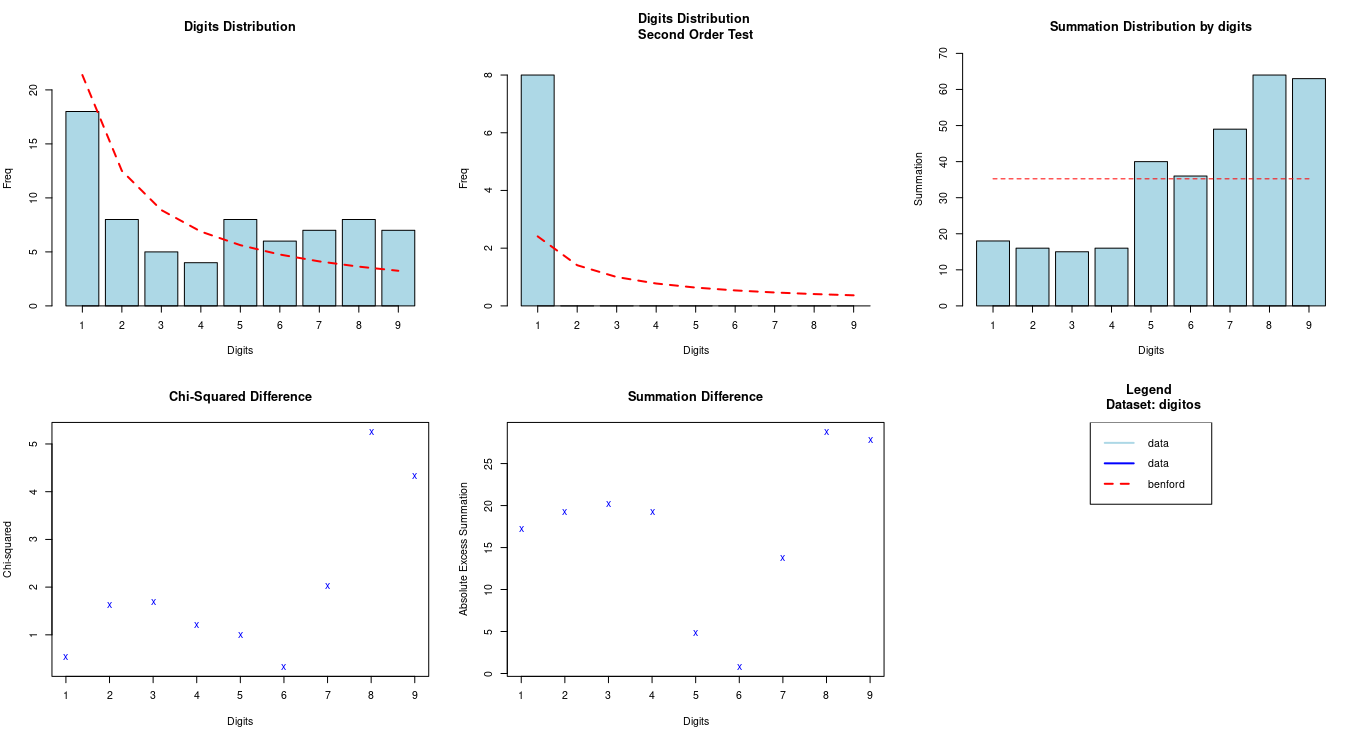 Digits Distribution
Freq
0
5
10
15
20
1 2 3 4 5 6 7 8 9
Digits
Digits Distribution
Second Order Test
Freq
0
2
4
6
8
1 2 3 4 5 6 7 8 9
Digits
Summation Distribution by digits
Summation
0
10
20
30
40
50
60
70
1 2 3 4 5 6 7 8 9
Digits
Chi-Squared Difference
Chi-squared
1
2
3
4
5
1 2 3 4 5 6 7 8 9
Digits
Summation Difference
Absolute Excess Summation
0
5
10
15
20
25
1 2 3 4 5 6 7 8 9
Digits
Legend
Dataset: digitos
data
data
benford